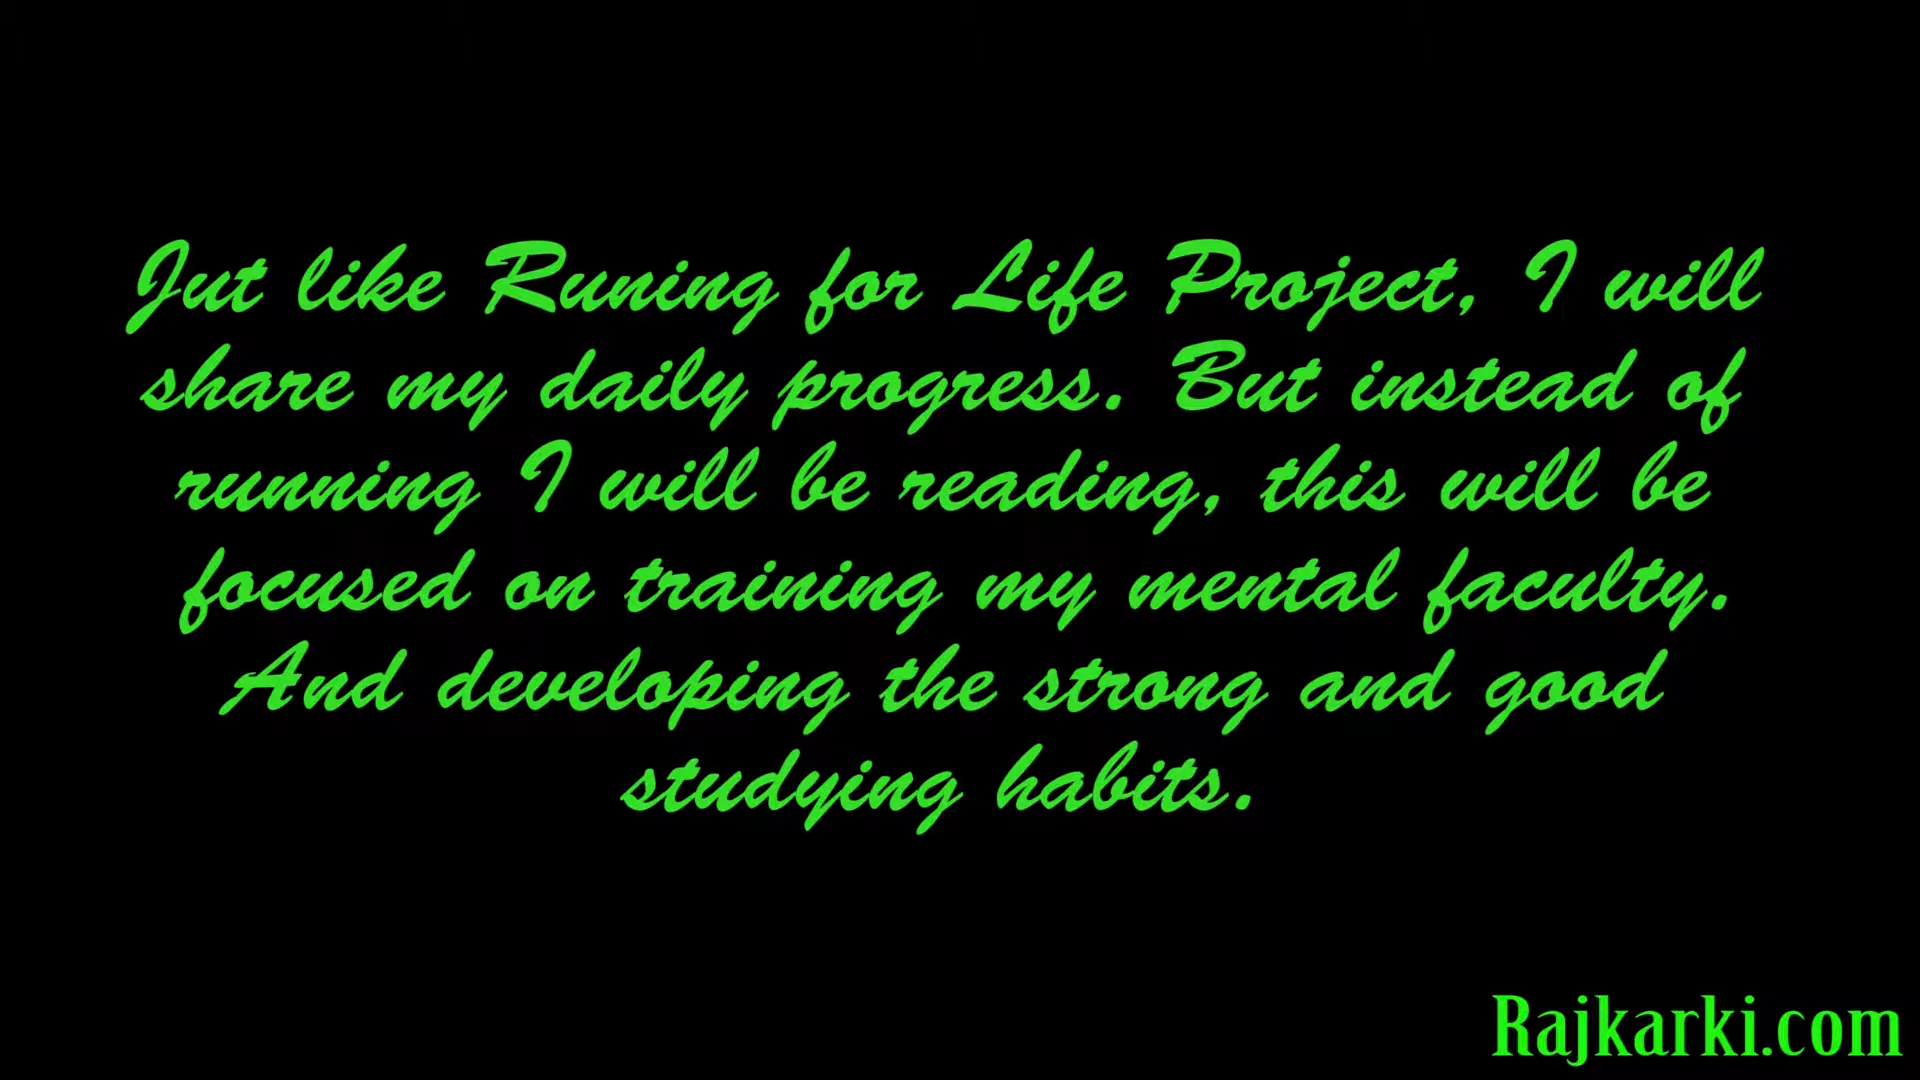 Jut like Runing for Life Project, I will
share my daily progress. But instead of
running I will be reading, this will be
focused on training my mental faculty.
And developing the strong and good
studying habits.
Rajkarki.com